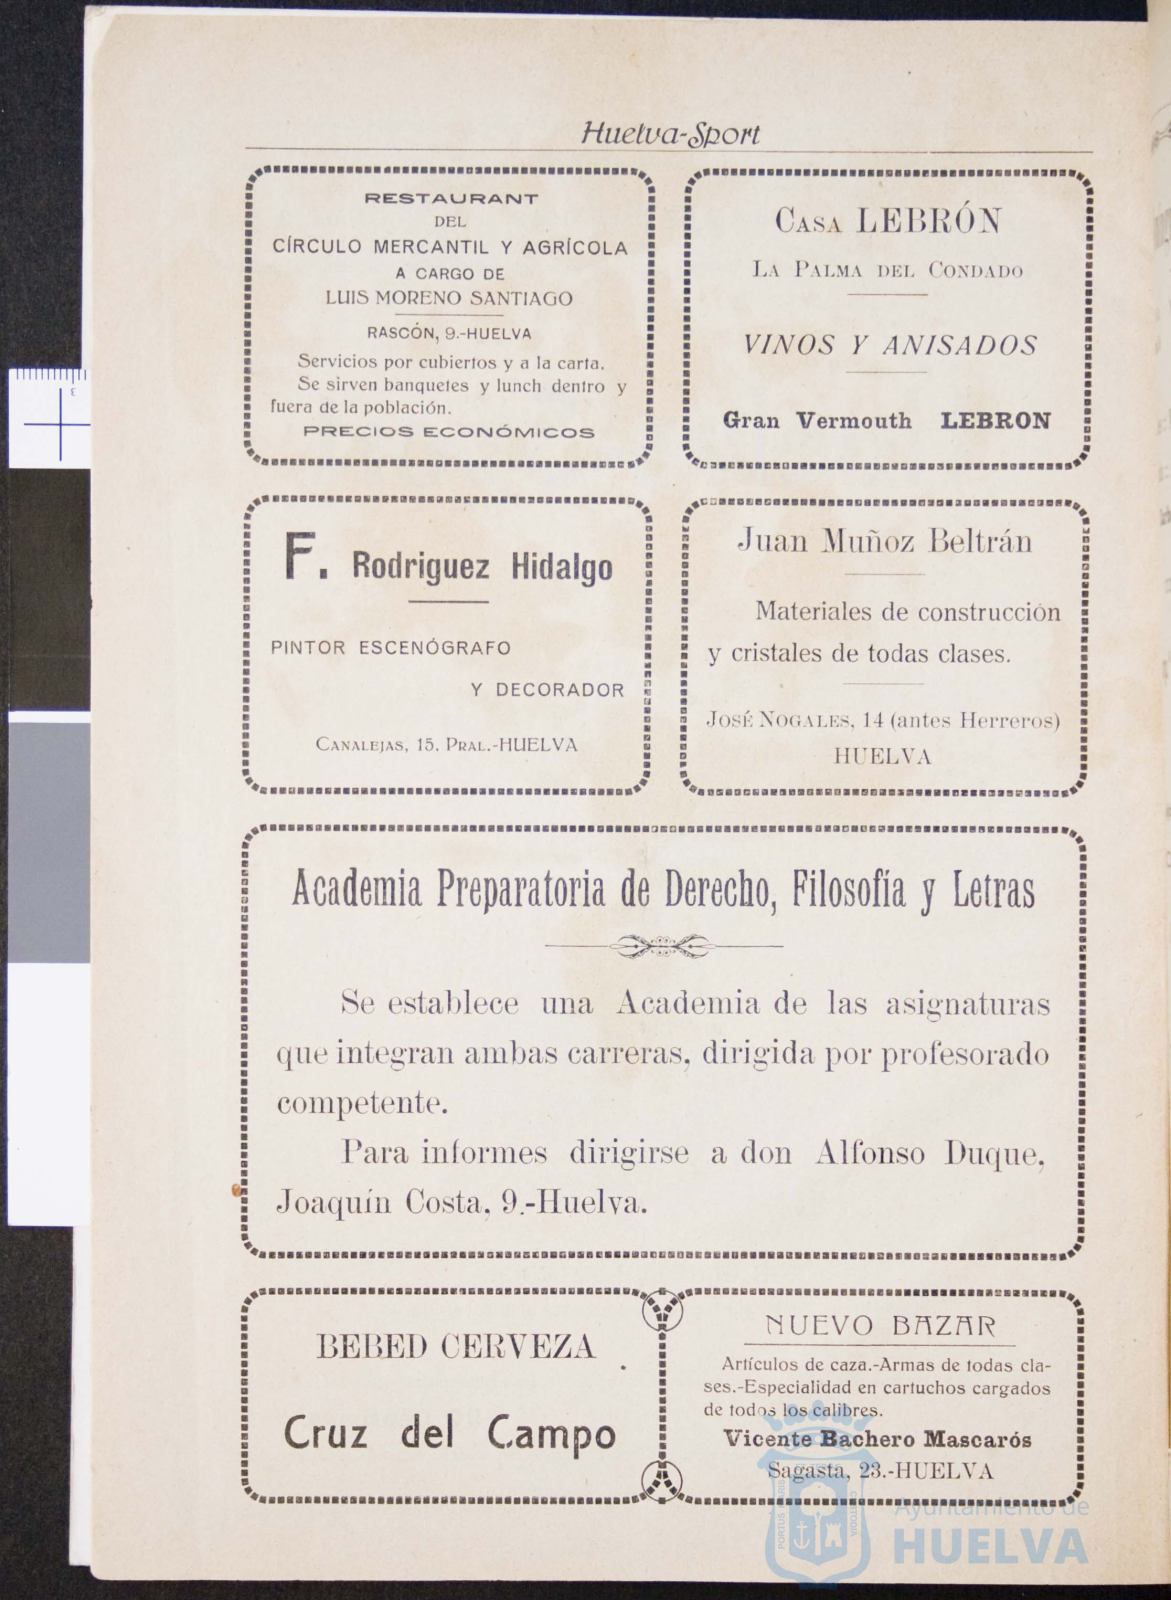 Huelva-Sport
RESTAURANT
DEL
CÍRCULO MERCANTIL Y AGRÍCOLA
A CARGO DE
LUIS MORENO SANTIAGO
RASCÓN, 9.-HUELVA
Servicios por cubiertos y a la carta.
Se sirven banquetes y lunch dentro y
fuera de la población.
PRECIOS ECONÓMICOS
CASA LEBRÓN
LA PALMA DEL CONDADO
VINOS Y ANISADOS
Gran Vermouth LEBRON
F. Rodriguez Hidalgo
PINTOR ESCENÓGRAFO
Y DECORADOR
CANALEJAS, 15. PRAL.-HUELVA
Juan Muñoz Beltrán
Materiales de construcción
y cristales de todas clases.
JOSÉ NOGALES, 14 (antes Herreros)
HUELVA
Academia Preparatoria de Derecho, Filosofía y Letras
Se establece una Academia de las asignaturas
que integran ambas carreras, dirigida por profesorado
competente.
Para informes dirigirse a don Alfonso Duque,
Joaquín Costa, 9.-Huelva.
BEBED CERVEZA
Cruz del Campo
NUEVO BAZAR
Artículos de caza.-Armas de todas cla-
ses.-Especialidad en cartuchos cargados
de todos los calibres.
Vicente Bachero Mascarós
Sagasta, 23.-HUELVA
PORTUS MARIS
CUSTODIA
Ayuntamiento de
HUELVA